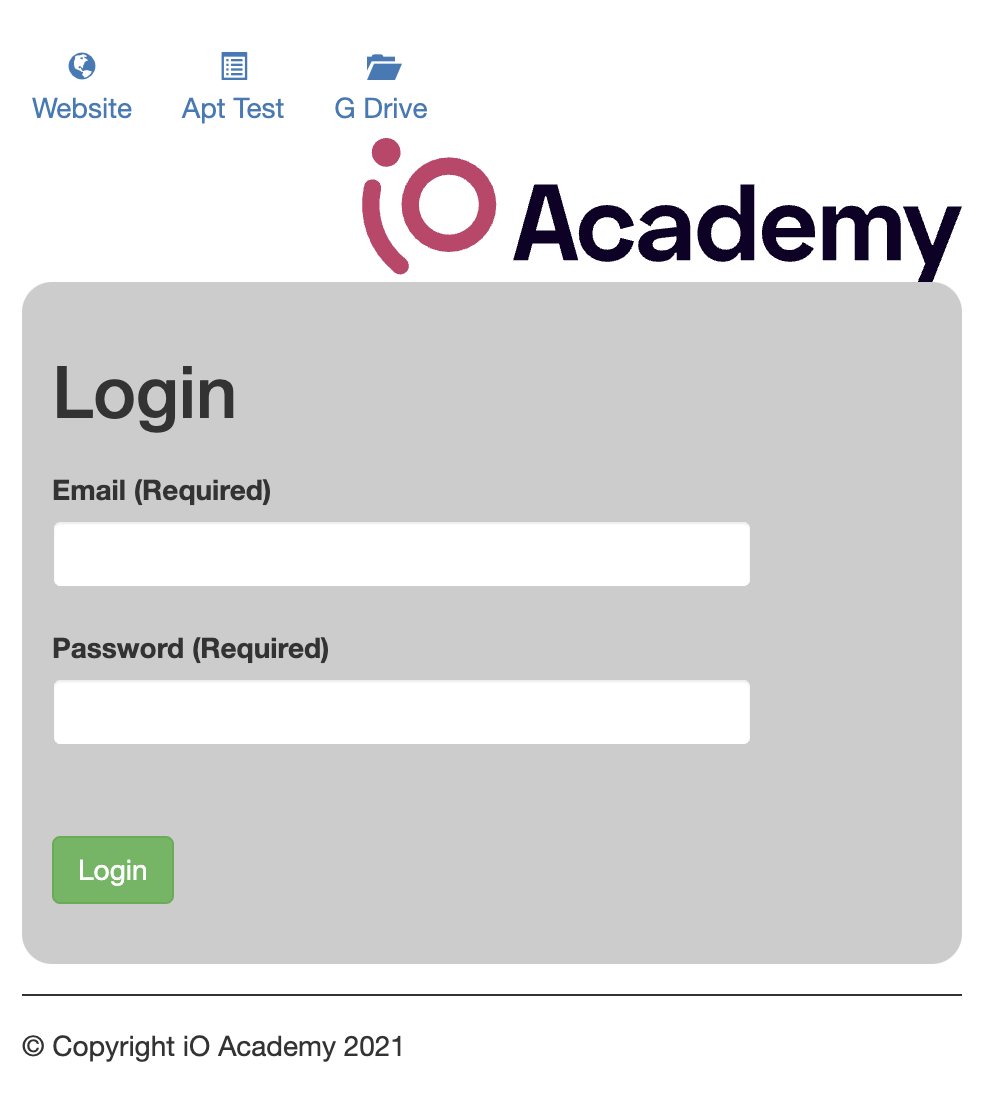 Website Apt Test G Drive
iO Academy
Login
Email (Required)
Password (Required)
Login
© Copyright iO Academy 2021